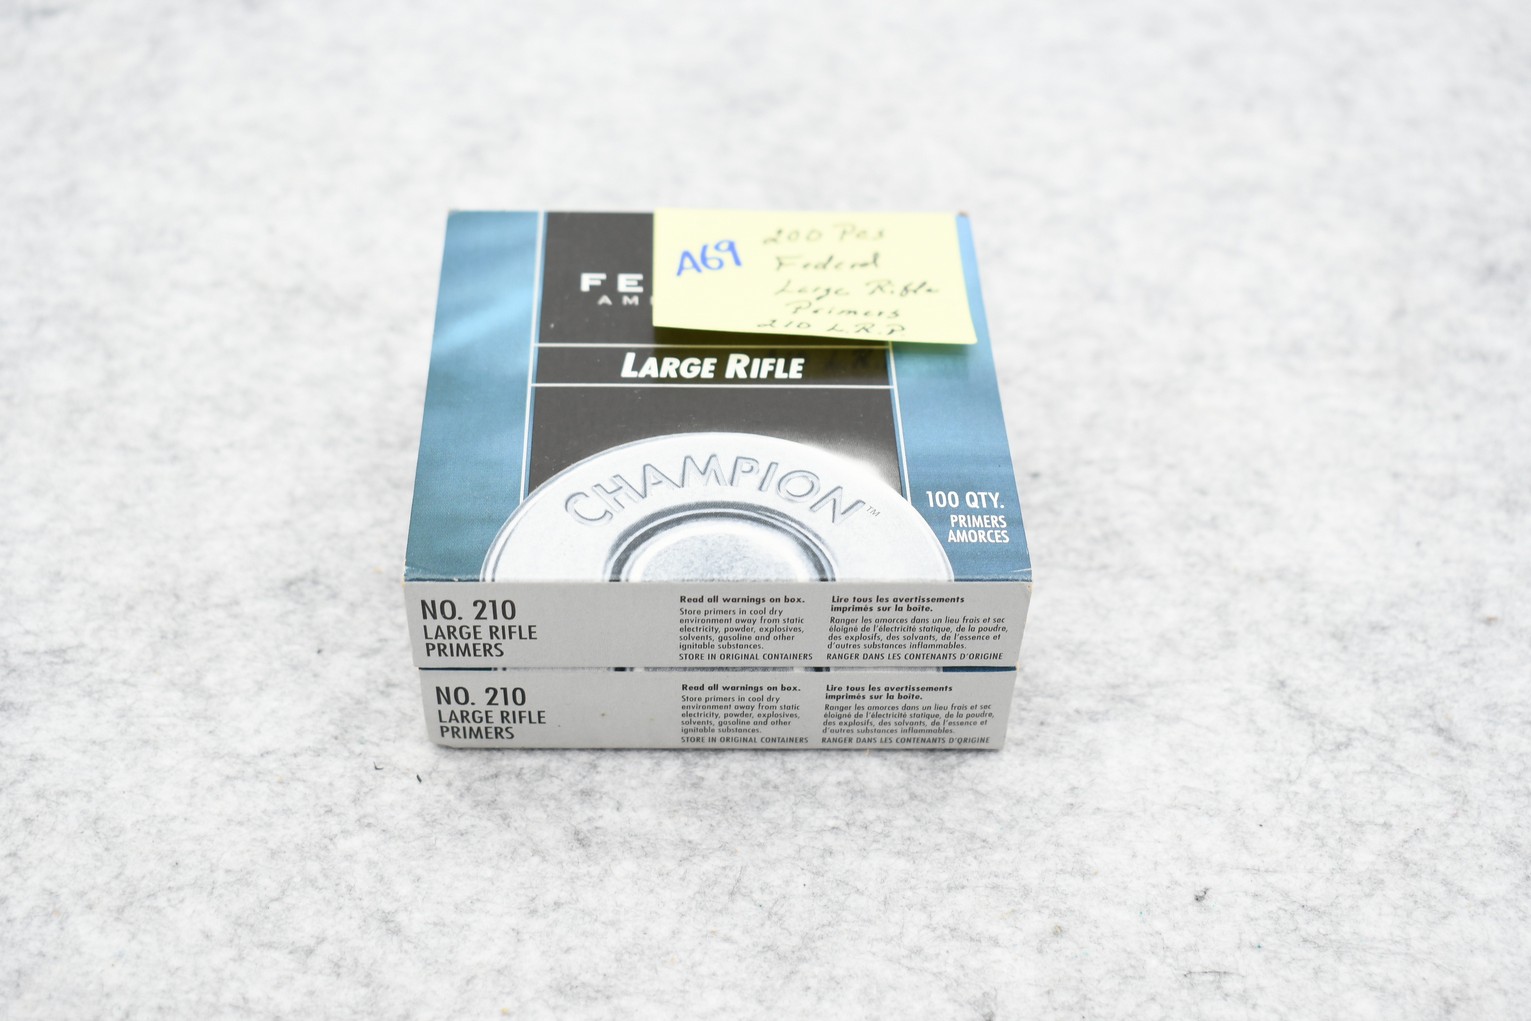 A69
200 Pcs
Federal
Large Rifle
Primers
210 L.R.P
FE
AM
LARGE RIFLE
CHAMPION™
100 QTY.
PRIMERS
AMORCES
NO. 210
LARGE RIFLE
PRIMERS
Read all warnings on box.
Store primers in cool dry
environment away from static
electricity, powder, explosives,
solvents, gasoline and other
ignitable substances.
STORE IN ORIGINAL CONTAINERS
Lire tous les avertissements
imprimés sur la boîte.
Ranger les amorces dans un lieu frais et sec
éloigné de l'électricité statique, de la poudre,
des explosifs, des solvants, de l'essence et
d'autres substances inflammables.
RANGER DANS LES CONTENANTS D'ORIGINE
NO. 210
LARGE RIFLE
PRIMERS
Read all warnings on box.
Store primers in cool dry
environment away from static
electricity, powder, explosives,
solvents, gasoline and other
ignitable substances.
STORE IN ORIGINAL CONTAINERS
Lire tous les avertissements
imprimés sur la boîte.
Ranger les amorces dans un lieu frais et sec
éloigné de l'électricité statique, de la poudre,
des explosifs, des solvants, de l'essence et
d'autres substances inflammables.
RANGER DANS LES CONTENANTS D'ORIGINE